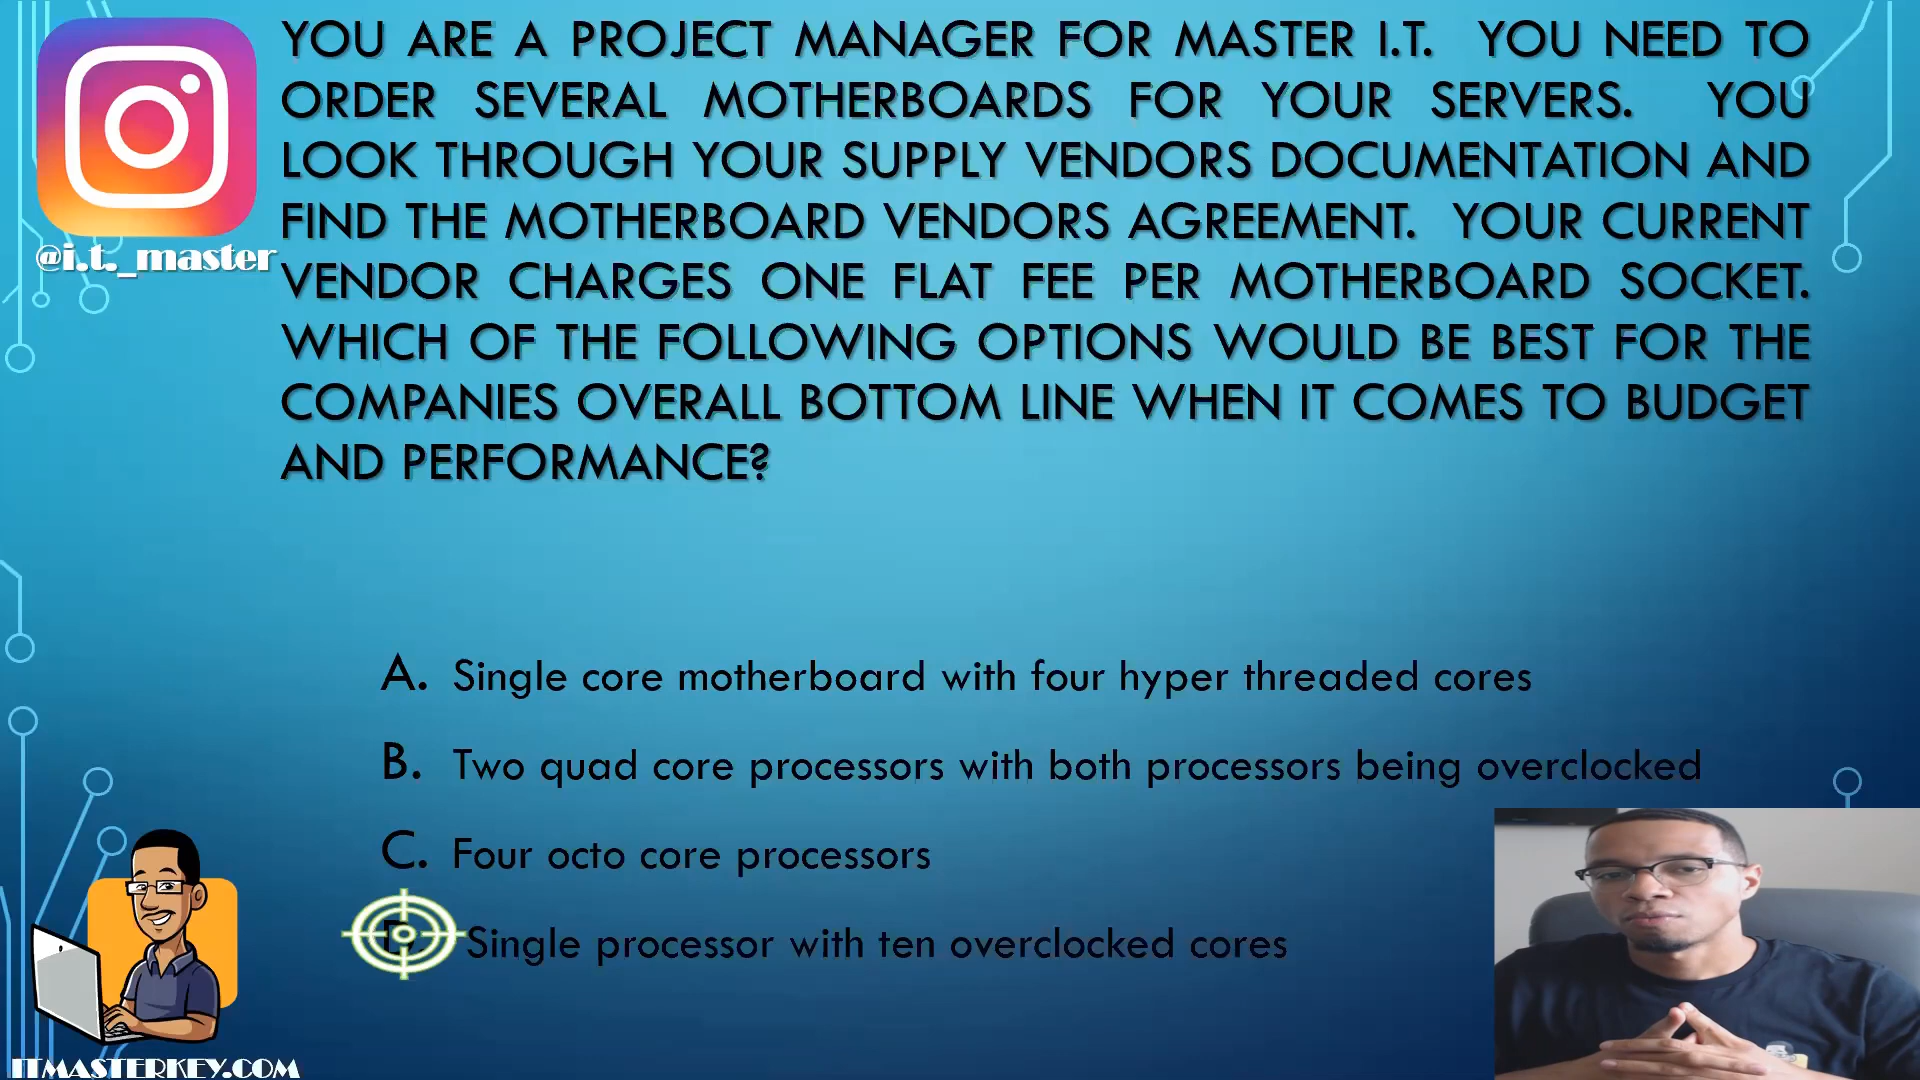 YOU ARE A PROJECT MANAGER FOR MASTER I.T. YOU NEED TO
ORDER SEVERAL MOTHERBOARDS FOR YOUR SERVERS. YOU
LOOK THROUGH YOUR SUPPLY VENDORS DOCUMENTATION AND
FIND THE MOTHERBOARD VENDORS AGREEMENT. YOUR CURRENT
VENDOR CHARGES ONE FLAT FEE PER MOTHERBOARD SOCKET.
WHICH OF THE FOLLOWING OPTIONS WOULD BE BEST FOR THE
COMPANIES OVERALL BOTTOM LINE WHEN IT COMES TO BUDGET
AND PERFORMANCE?
@i.t._master
A. Single core motherboard with four hyper threaded cores
B. Two quad core processors with both processors being overclocked
C. Four octo core processors
D. Single processor with ten overclocked cores
ITMASTERKEY.COM